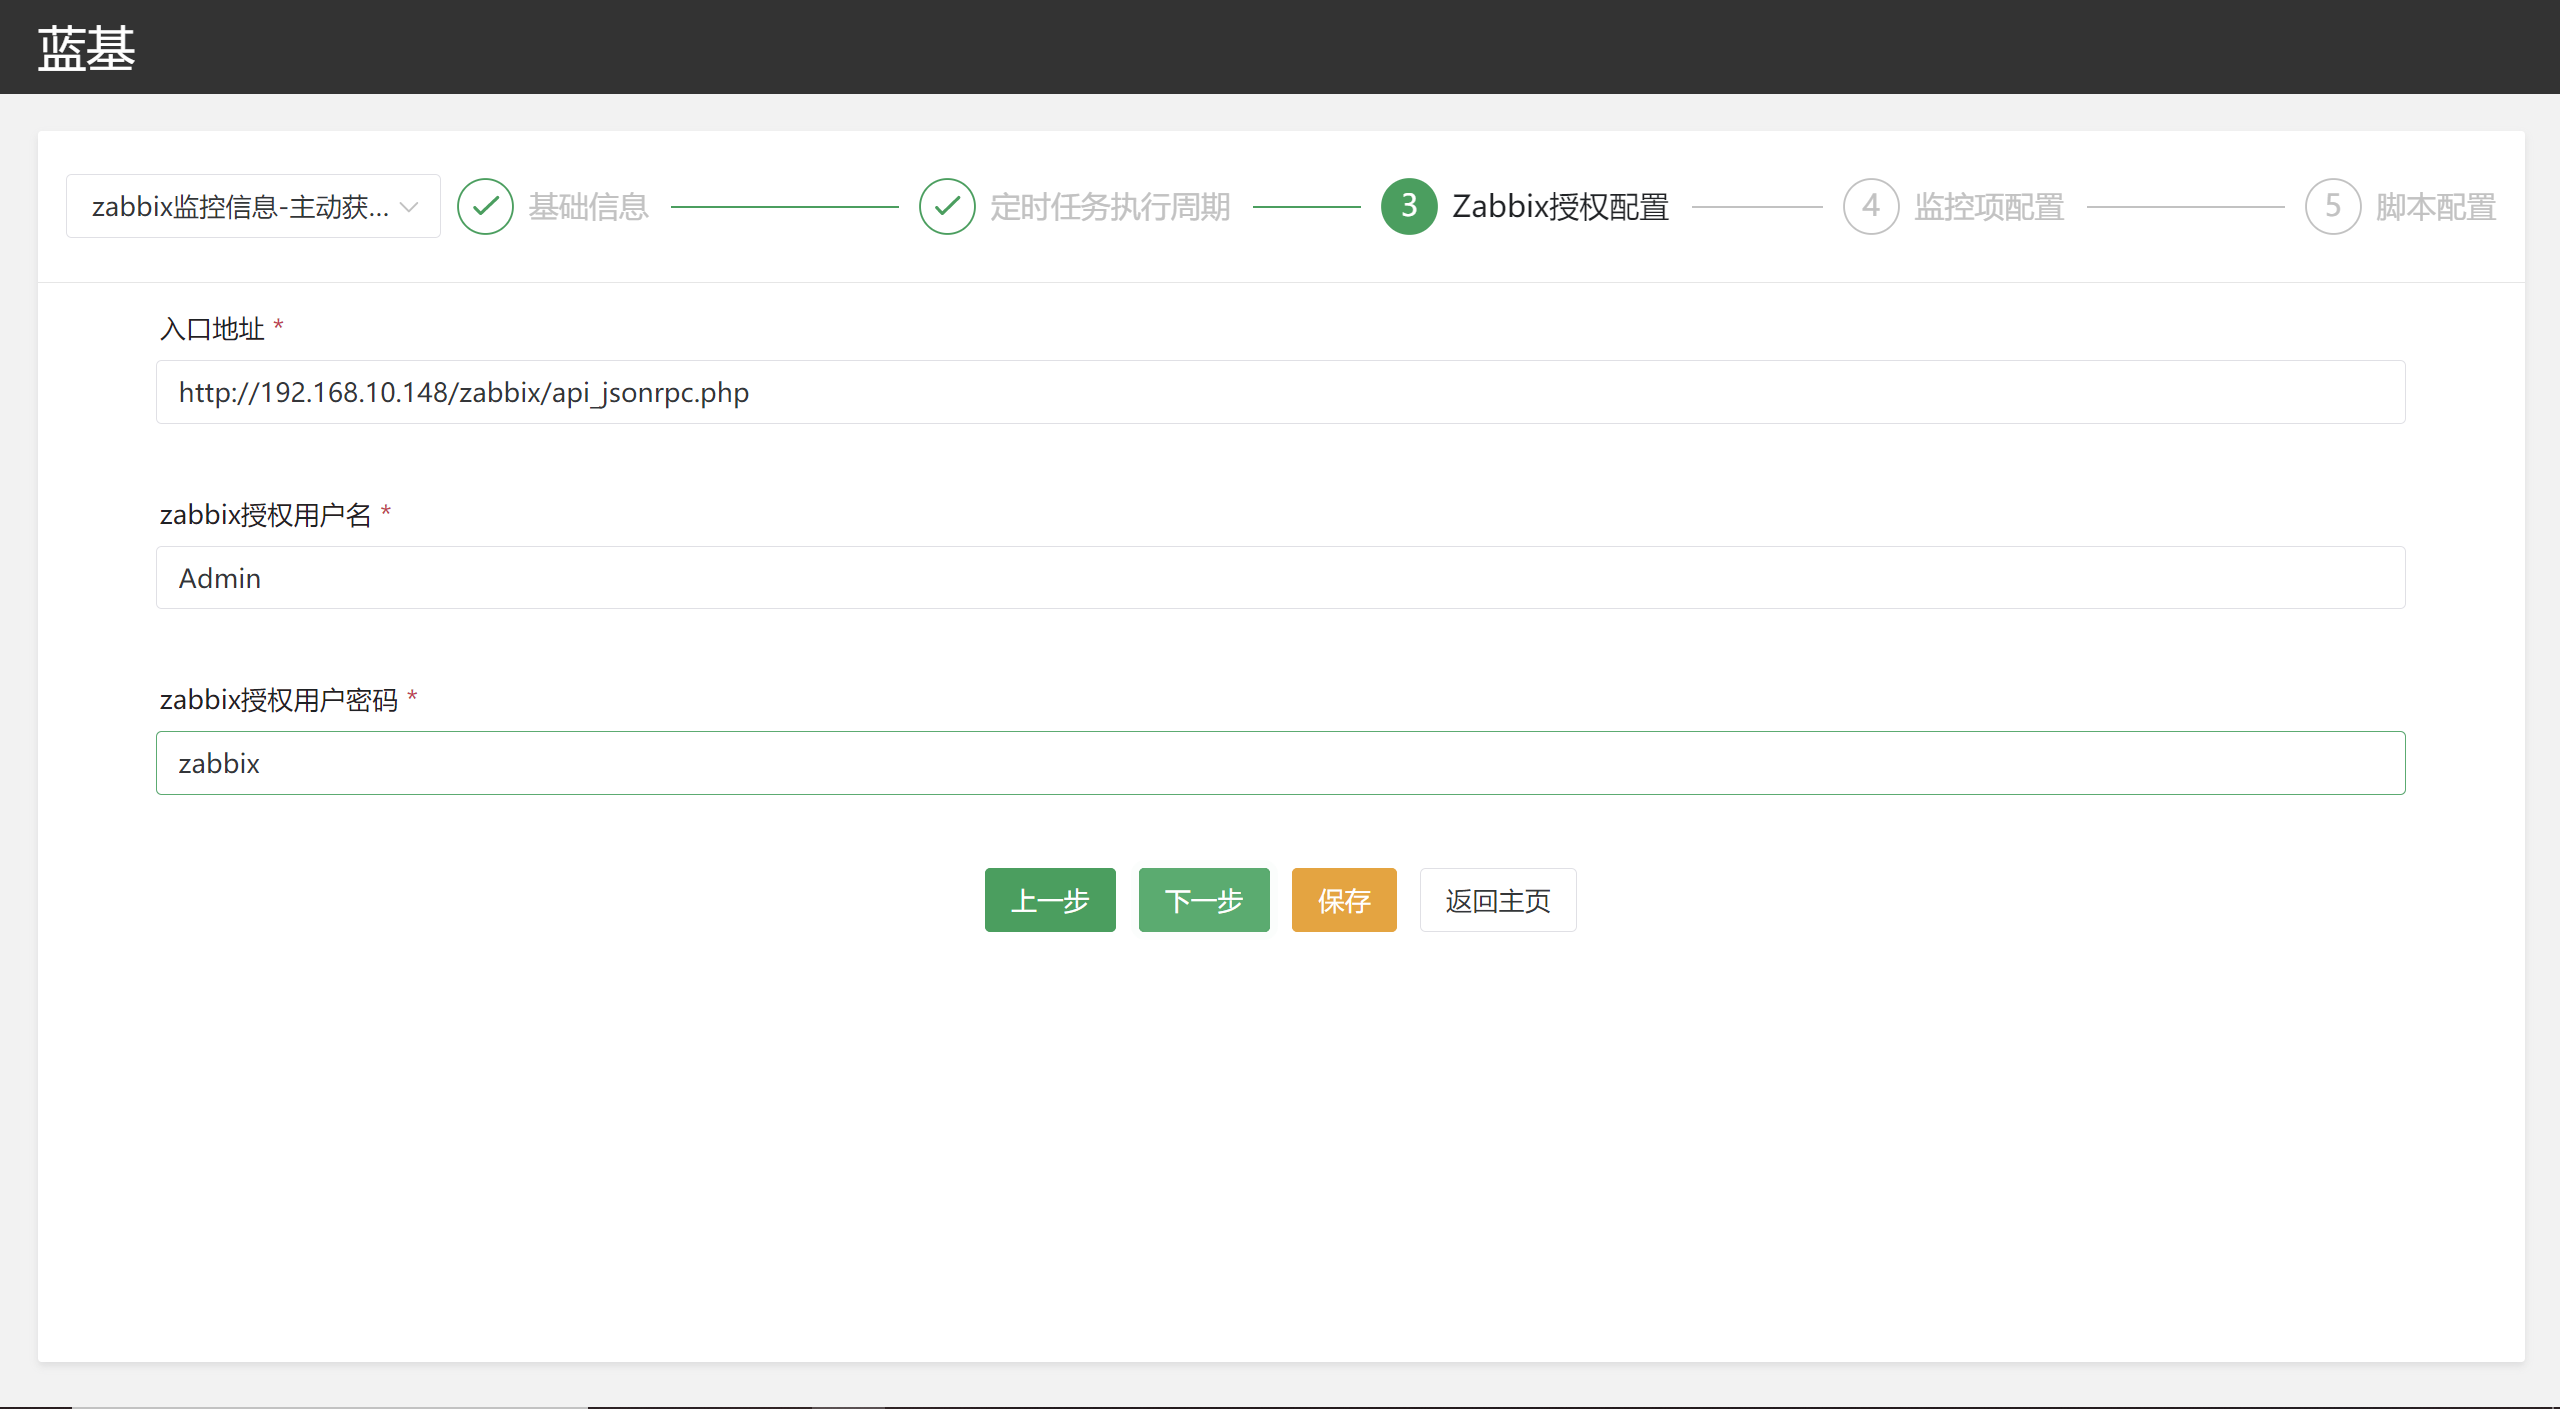 蓝基
zabbix监控信息-主动获...
基础信息
定时任务执行周期
3 Zabbix授权配置
4 监控项配置
5 脚本配置
入口地址 *
http://192.168.10.148/zabbix/api_jsonrpc.php
zabbix授权用户名 *
Admin
zabbix授权用户密码 *
zabbix
上一步
下一步
保存
返回主页